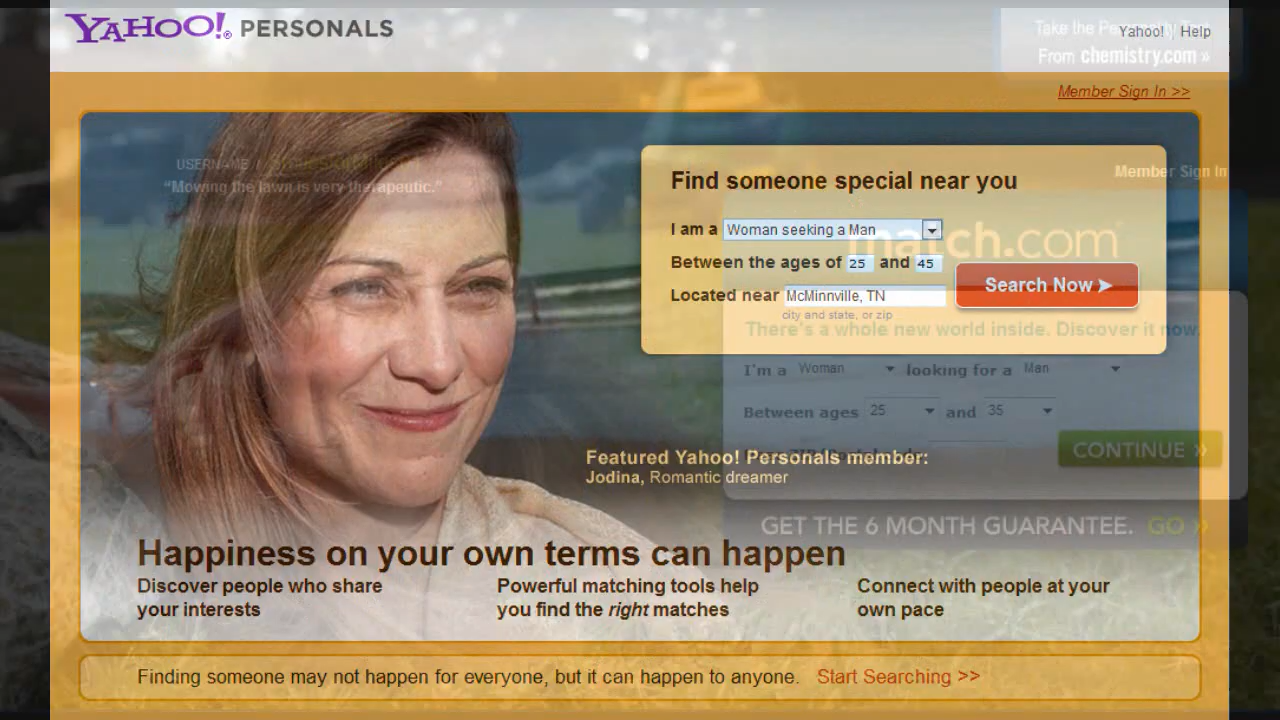 YAHOO!® PERSONALS
Take the Personality Test
Yahoo! | Help
From chemistry.com »
Member Sign In >>
USERNAME /
"Mowing the lawn is very therapeutic."
Member Sign In
Find someone special near you
I am a Woman seeking a Man
match.com
Between the ages of 25 and 45
Located near McMinnville, TN
Search Now
city and state, or zip
There's a whole new world inside. Discover it now.
I'm a Woman looking for a Man
Between ages 25 and 35
CONTINUE »
Featured Yahoo! Personals member:
Jodina, Romantic dreamer
GET THE 6 MONTH GUARANTEE. GO »
Happiness on your own terms can happen
Discover people who share
your interests
Powerful matching tools help
you find the right matches
Connect with people at your
own pace
Finding someone may not happen for everyone, but it can happen to anyone. Start Searching >>